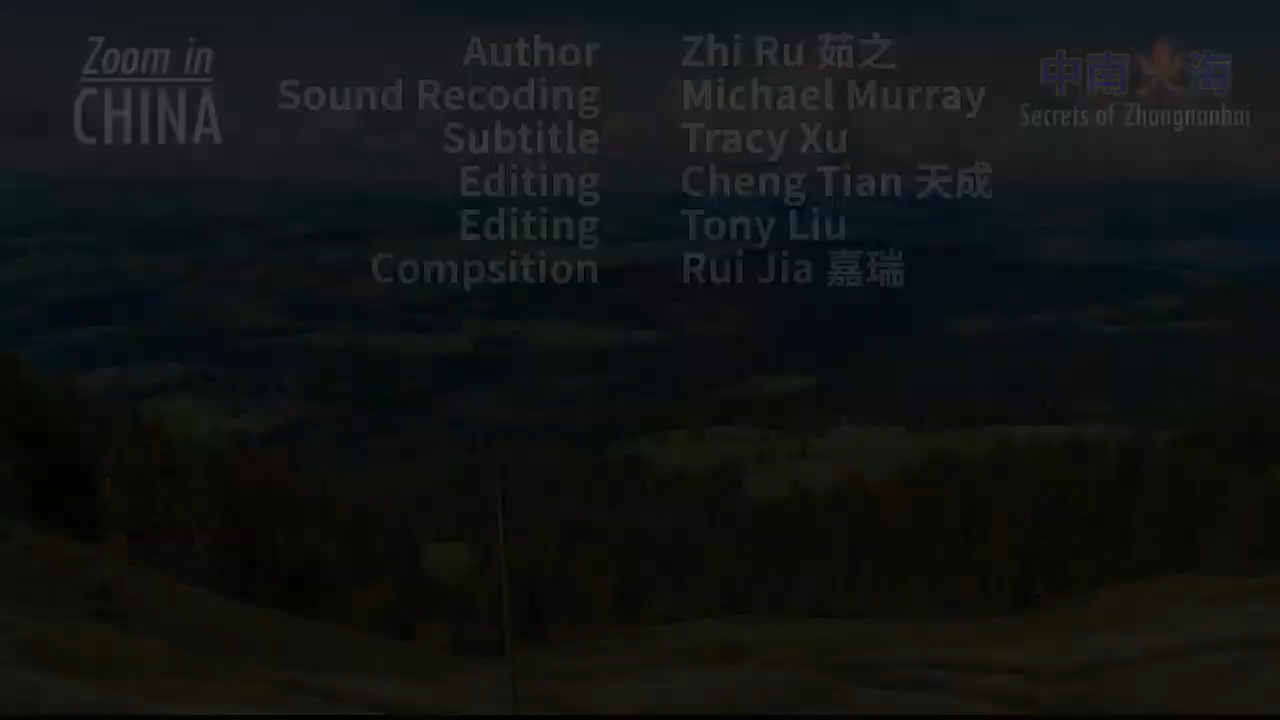 Zoom in
CHINA
Author Zhi Ru 茹之
Sound Recoding Michael Murray
Subtitle Tracy Xu
Editing Cheng Tian 天成
Editing Tony Liu
Compsition Rui Jia 嘉瑞
中南火海
Secrets of Zhongnanhai